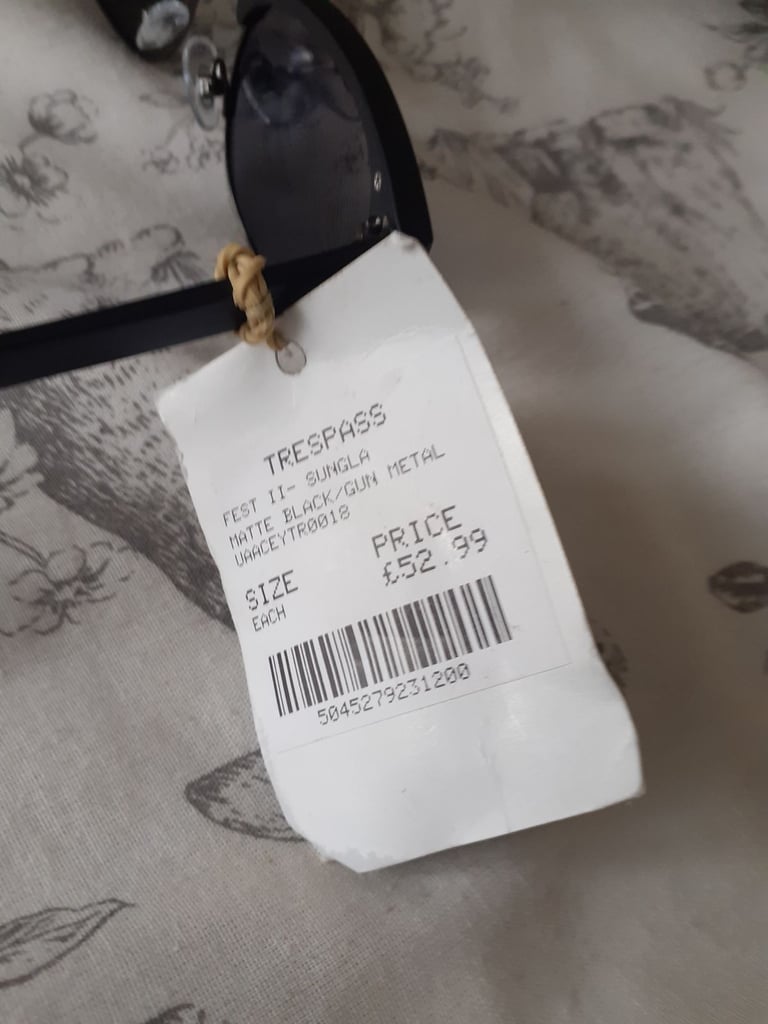 TRESPASS
FEST II- SUNGLA
MATTE BLACK/GUN METAL
UAACEYTR0018
SIZE PRICE
EACH £52.99
5045279231200